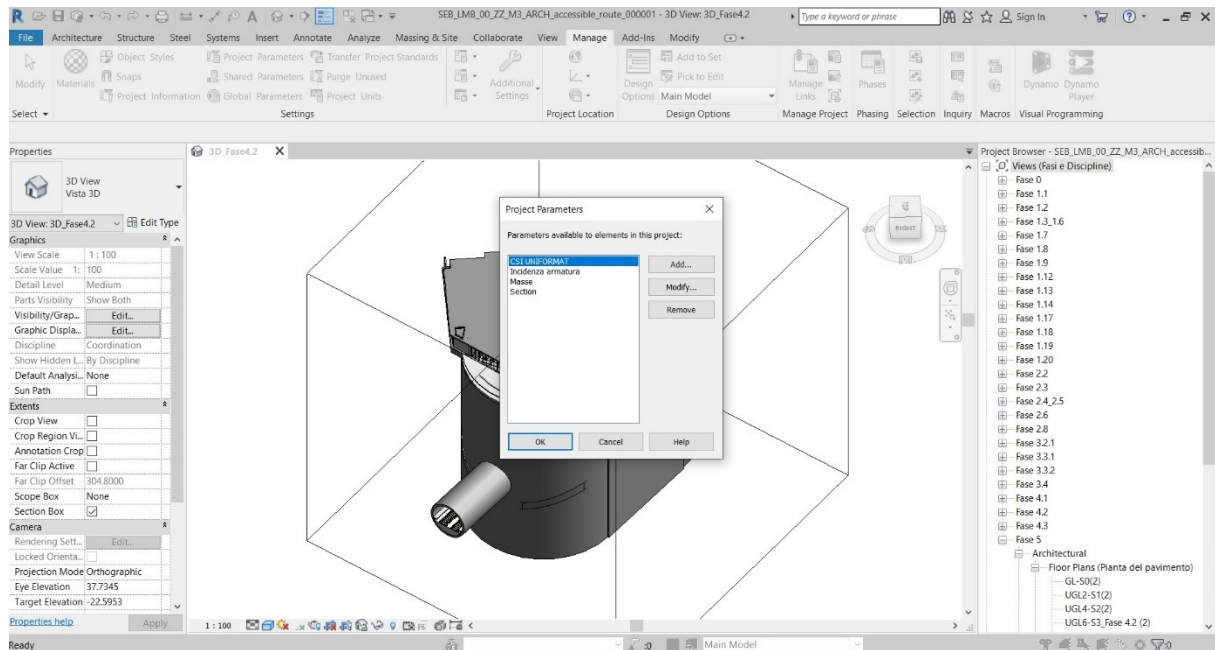 SEB_LMB_00_ZZ_M3_ARCH_accessible_route_000001 - 3D View: 3D_Fase4.2
Type a keyword or phrase
Sign In
File Architecture Structure Steel Systems Insert Annotate Analyze Massing & Site Collaborate View Manage Add-Ins Modify
Object Styles Project Parameters Transfer Project Standards Add to Set
Modify Materials Snaps Shared Parameters Purge Unused Additional Settings Design Options Pick to Edit Manage Links Phases Dynamo Dynamo Player
Project Information Global Parameters Project Units Main Model
Select Settings Project Location Design Options Manage Project Phasing Selection Inquiry Macros Visual Programming
Properties
3D View
Vista 3D
3D View: 3D_Fase4.2 Edit Type
Graphics
View Scale 1 : 100
Scale Value 1: 100
Detail Level Medium
Parts Visibility Show Both
Visibility/Grap... Edit...
Graphic Displa... Edit...
Discipline Coordination
Show Hidden L... By Discipline
Default Analysi... None
Sun Path
Extents
Crop View
Crop Region Vi...
Annotation Crop
Far Clip Active
Far Clip Offset 304.8000
Scope Box None
Section Box
Camera
Rendering Sett... Edit...
Locked Orienta...
Projection Mode Orthographic
Eye Elevation 37.7345
Target Elevation -22.5953
Properties help Apply
3D_Fase4.2
RIGHT
Project Parameters
Parameters available to elements in this project:
CSI UNIFORMAT
Incidenza armatura
Masse
Section
Add...
Modify...
Remove
OK Cancel Help
1 : 100
Project Browser - SEB_LMB_00_ZZ_M3_ARCH_accessib...
Views (Fasi e Discipline)
Fase 0
Fase 1.1
Fase 1.2
Fase 1.3_1.6
Fase 1.7
Fase 1.8
Fase 1.9
Fase 1.12
Fase 1.13
Fase 1.14
Fase 1.17
Fase 1.18
Fase 1.19
Fase 1.20
Fase 2.2
Fase 2.3
Fase 2.4_2.5
Fase 2.6
Fase 2.8
Fase 3.2.1
Fase 3.3.1
Fase 3.3.2
Fase 3.4
Fase 4.1
Fase 4.2
Fase 4.3
Fase 5
Architectural
Floor Plans (Pianta del pavimento)
GL-S0(2)
UGL2-S1(2)
UGL4-S2(2)
UGL6-S3_Fase 4.2 (2)
Ready :0 Main Model :0